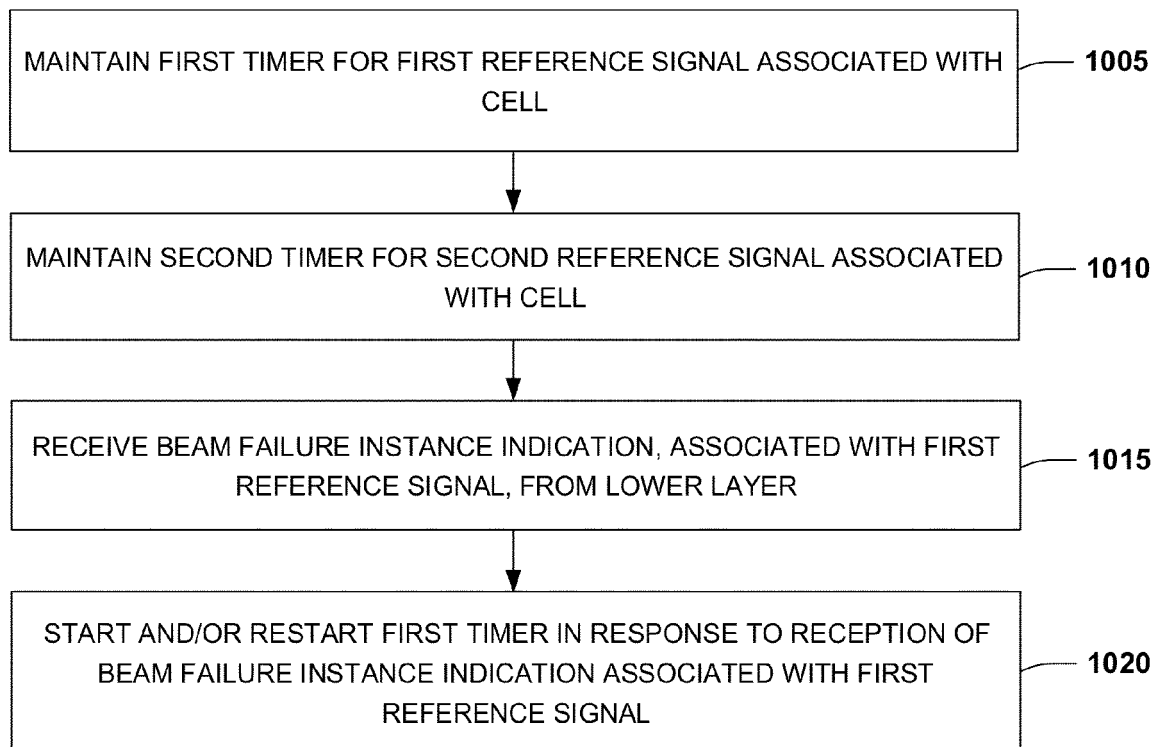 MAINTAIN FIRST TIMER FOR FIRST REFERENCE SIGNAL ASSOCIATED WITH
CELL
1005
MAINTAIN SECOND TIMER FOR SECOND REFERENCE SIGNAL ASSOCIATED
WITH CELL
1010
RECEIVE BEAM FAILURE INSTANCE INDICATION, ASSOCIATED WITH FIRST
REFERENCE SIGNAL, FROM LOWER LAYER
1015
START AND/OR RESTART FIRST TIMER IN RESPONSE TO RECEPTION OF
BEAM FAILURE INSTANCE INDICATION ASSOCIATED WITH FIRST
REFERENCE SIGNAL
1020